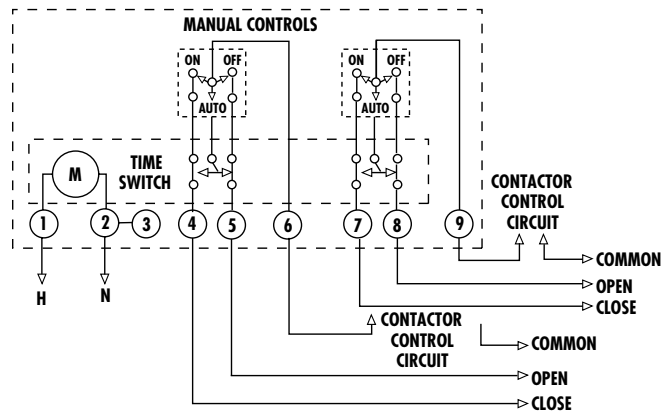 MANUAL CONTROLS
ON OFF
AUTO
ON OFF
AUTO
M
TIME
SWITCH
1 2 3 4 5 6 7 8 9
CONTACTOR
CONTROL
CIRCUIT
COMMON
OPEN
CLOSE
H
N
CONTACTOR
CONTROL
CIRCUIT
COMMON
OPEN
CLOSE